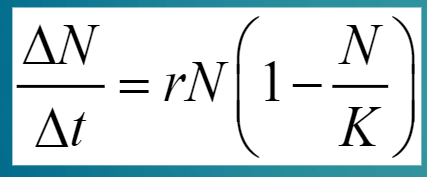 ΔN/Δt = rN(1 − N/K)